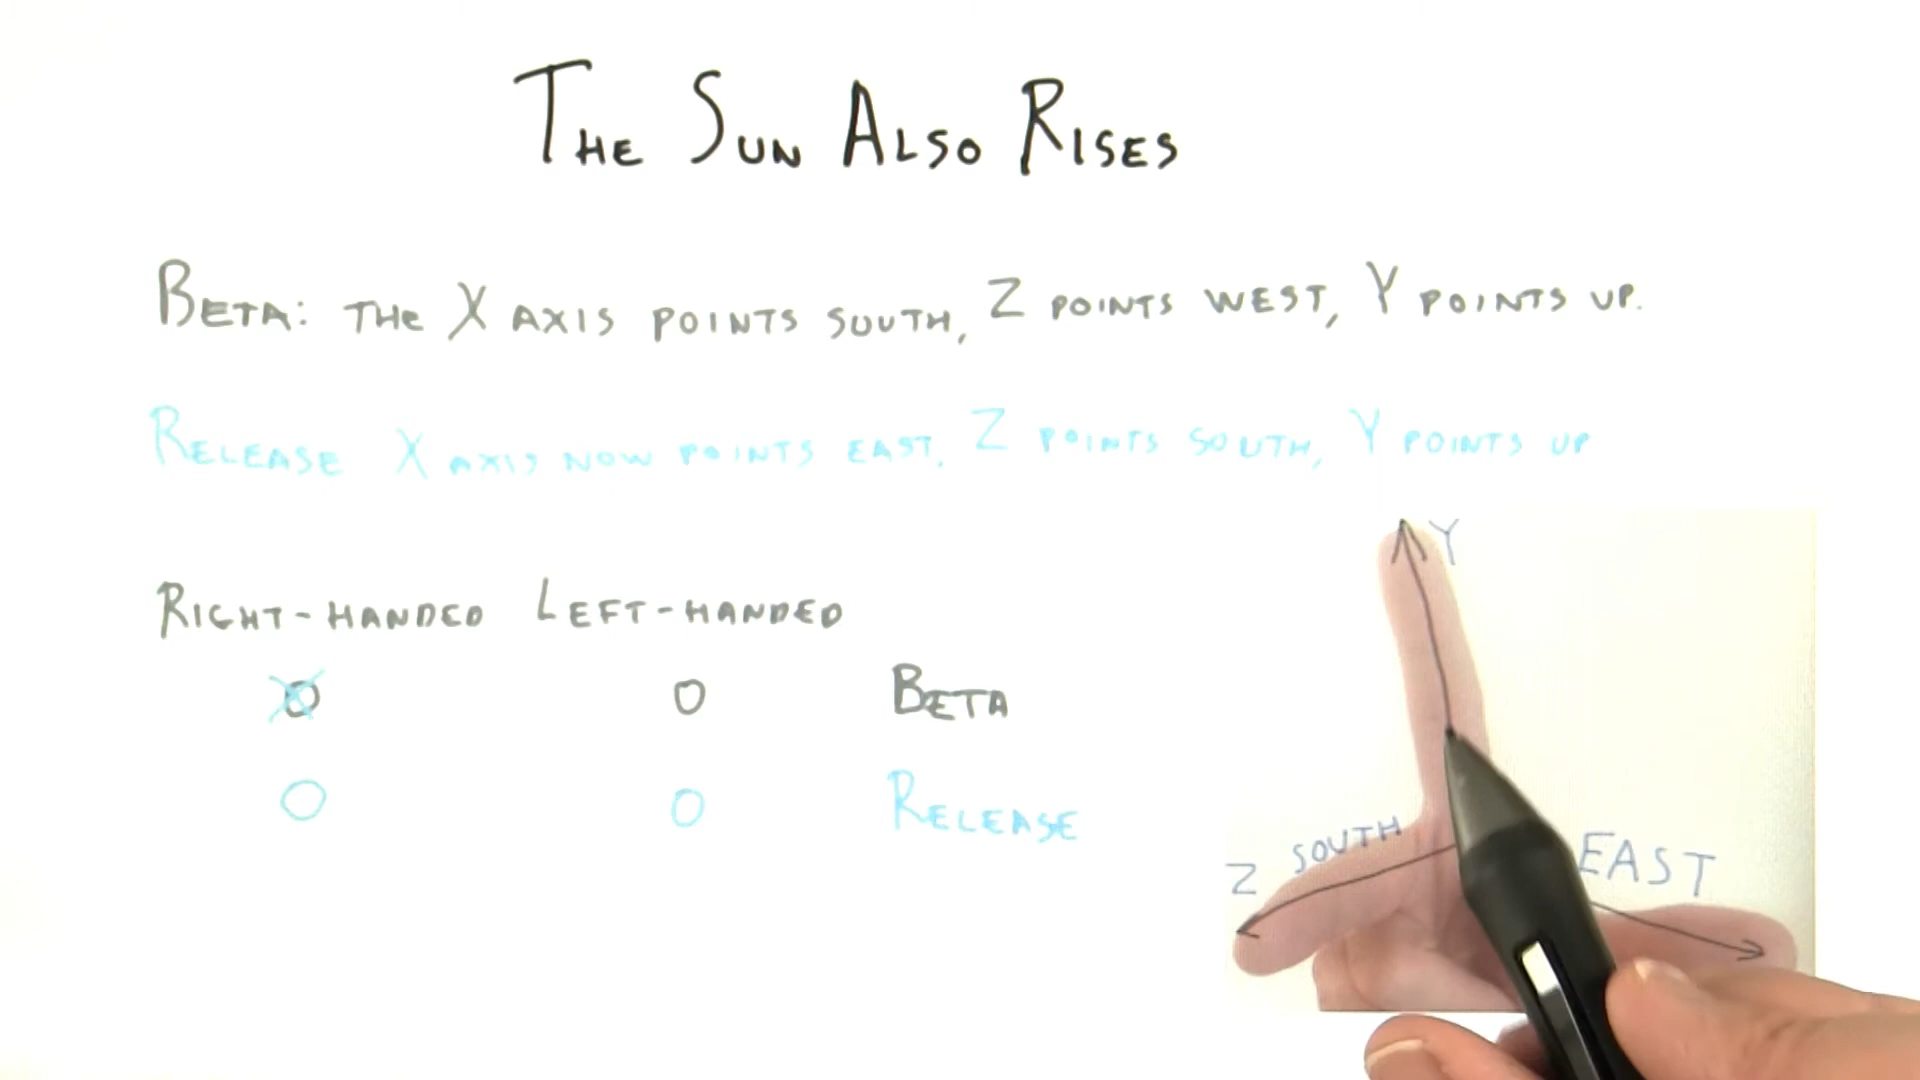 THE SUN ALSO RISES
BETA: THE X AXIS POINTS SOUTH, Z POINTS WEST, Y POINTS UP.
RELEASE X AXIS NOW POINTS EAST, Z POINTS SOUTH, Y POINTS UP
RIGHT-HANDED LEFT-HANDED
BETA
RELEASE
Y
Z SOUTH
EAST